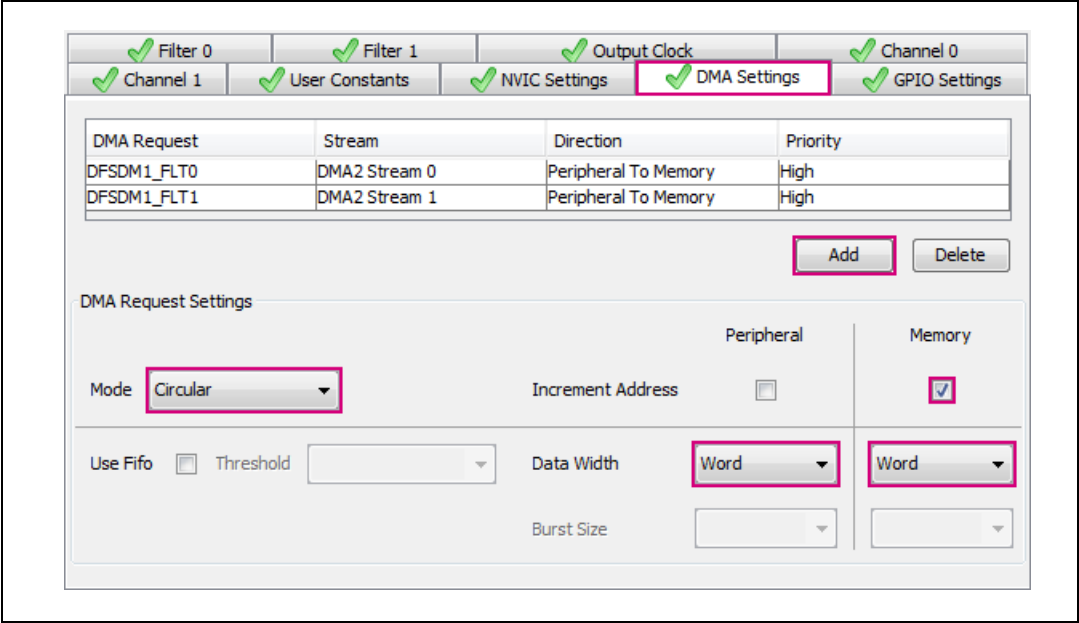 Filter 0 Filter 1 Output Clock Channel 0
Channel 1 User Constants NVIC Settings DMA Settings GPIO Settings
DMA Request Stream Direction Priority
DFSDM1_FLT0 DMA2 Stream 0 Peripheral To Memory High
DFSDM1_FLT1 DMA2 Stream 1 Peripheral To Memory High
Add Delete
DMA Request Settings
Peripheral Memory
Mode Circular Increment Address
Use Fifo Threshold Data Width Word Word
Burst Size